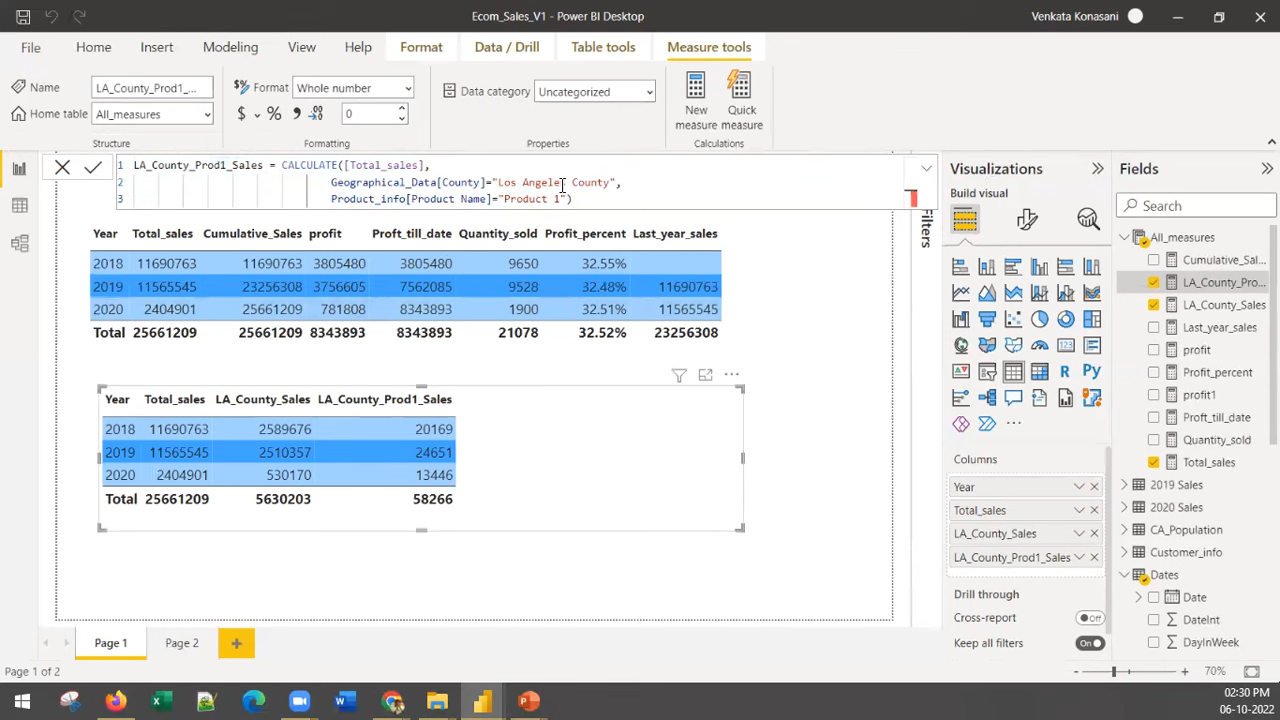 Ecom_Sales_V1 - Power BI Desktop
Venkata Konasani
File Home Insert Modeling View Help Format Data / Drill Table tools Measure tools
Name LA_County_Prod1_...
Home table All_measures
Structure
Format Whole number
$ % 9 .00 0
Formatting
Data category Uncategorized
Properties
New measure
Quick measure
Calculations
1 LA_County_Prod1_Sales = CALCULATE([Total_sales],
2 Geographical_Data[County]="Los Angeles County",
3 Product_info[Product Name]="Product 1")
Year Total_sales Cumulative_Sales profit Proft_till_date Quantity_sold Profit_percent Last_year_sales
2018 11690763 11690763 3805480 3805480 9650 32.55%
2019 11565545 23256308 3756605 7562085 9528 32.48% 11690763
2020 2404901 25661209 781808 8343893 1900 32.51% 11565545
Total 25661209 25661209 8343893 8343893 21078 32.52% 23256308
Year Total_sales LA_County_Sales LA_County_Prod1_Sales
2018 11690763 2589676 20169
2019 11565545 2510357 24651
2020 2404901 530170 13446
Total 25661209 5630203 58266
Filters
Visualizations
Build visual
R Py
Columns
Year
Total_sales
LA_County_Sales
LA_County_Prod1_Sales
Drill through
Cross-report Off
Keep all filters On
Fields
Search
All_measures
Cumulative_Sal...
LA_County_Pro...
LA_County_Sales
Last_year_sales
profit
Profit_percent
profit1
Proft_till_date
Quantity_sold
Total_sales
2019 Sales
2020 Sales
CA_Population
Customer_info
Dates
Date
DateInt
DayInWeek
Page 1 Page 2 +
Page 1 of 2
- + 70%
02:30 PM
06-10-2022